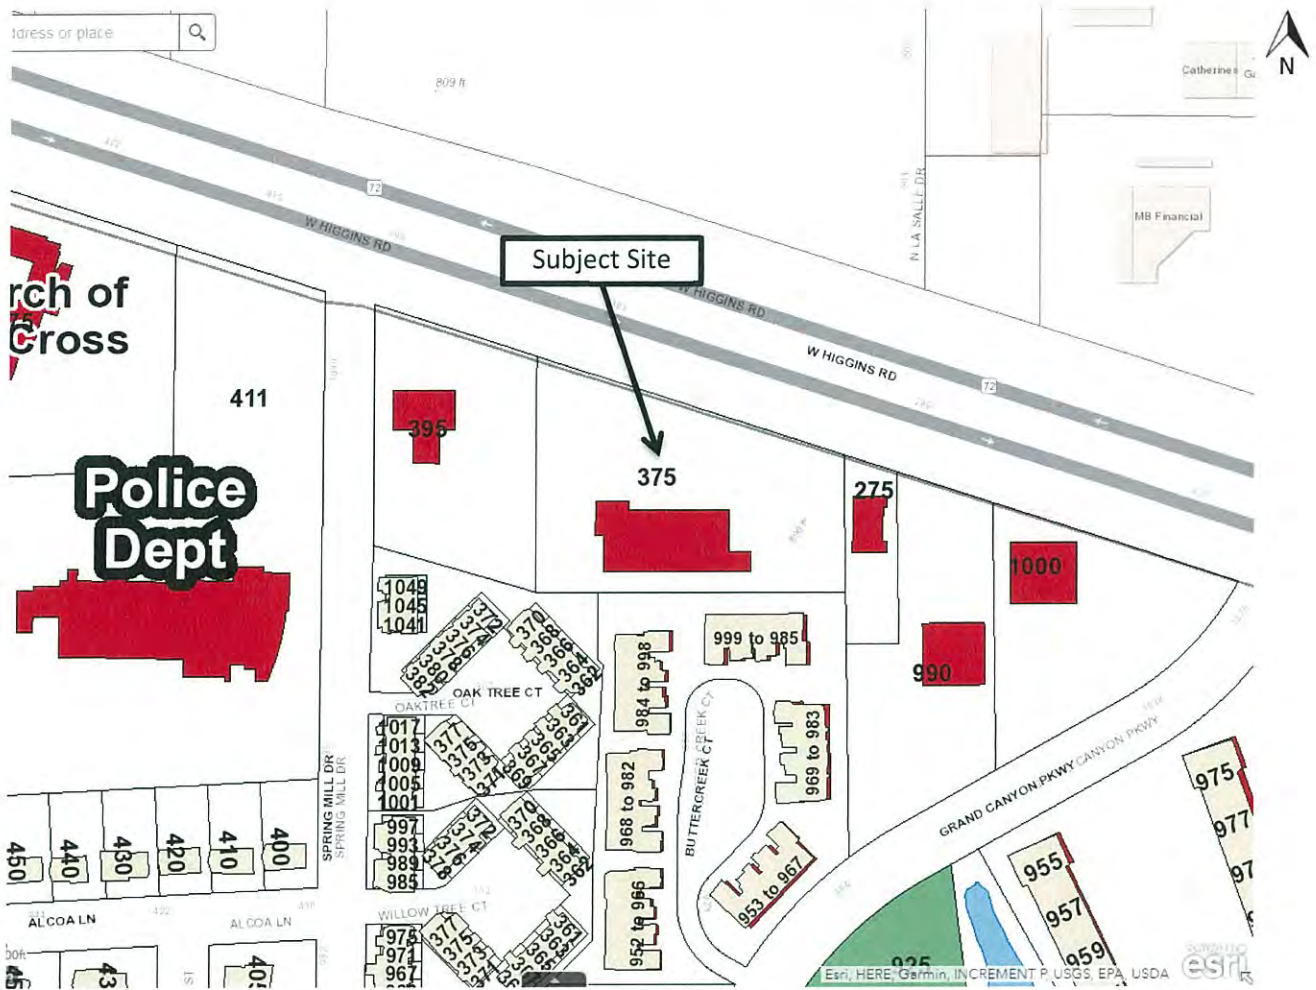 ddress or place
N
809 ft
Catherines
MB Financial
N LA SALLE DR
72
W HIGGINS RD
Subject Site
W HIGGINS RD
W HIGGINS RD
72
rch of
Cross
411
395
375
275
1000
990
Police
Dept
1049
1045
1041
372
374
376
380
382
370
368
366
364
362
OAK TREE CT
OAKTREE CT
984 to 998
999 to 985
969 to 983
968 to 982
953 to 967
952 to 966
BUTTERCREEK CT
1017
1013
1009
1005
1001
377
375
373
371
361
997
993
989
985
372
374
376
378
370
368
366
364
362
WILLOW TREE CT
975
971
967
377
375
373
361
SPRING MILL DR
SPRING MILL DR
450
440
430
420
410
400
ALCOA LN
ALCOA LN
ST
GRAND CANYON PKWY
CANYON PKWY
975
977
97
955
957
959
925
Esri, HERE, Garmin, INCREMENT P, USGS, EPA, USDA
esri